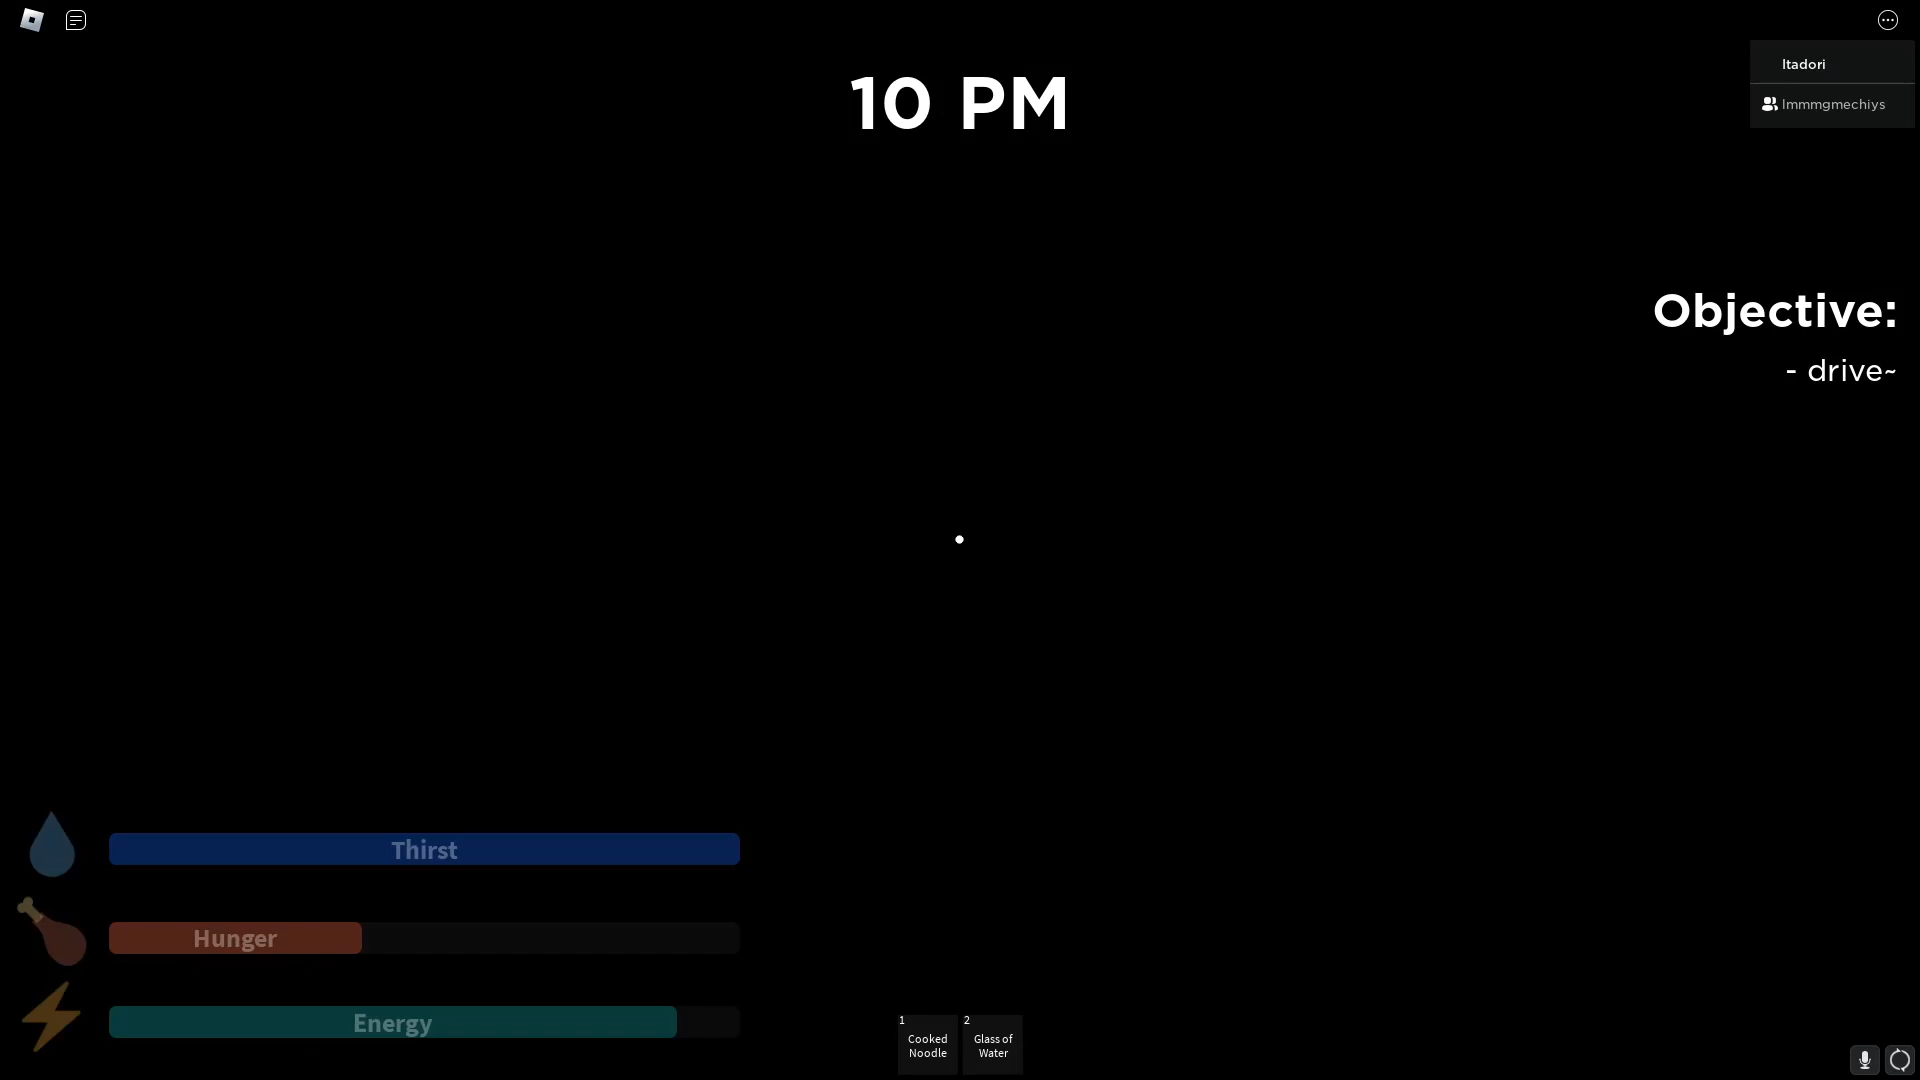 10 PM
Itadori
Immmgmechiys
Objective:
- drive~
Thirst
Hunger
Energy
1
Cooked
Noodle
2
Glass of
Water